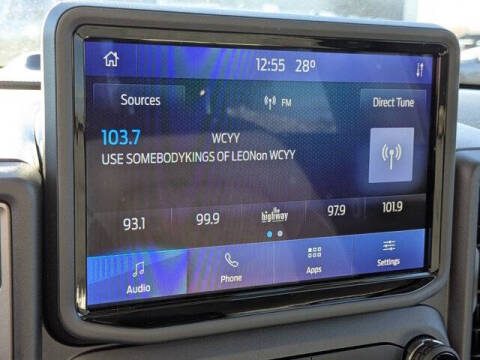 12:55 28°
Sources FM Direct Tune
103.7 WCYY
USE SOMEBODYKINGS OF LEONon WCYY
93.1 99.9 the highway 97.9 101.9
Audio Phone Apps Settings